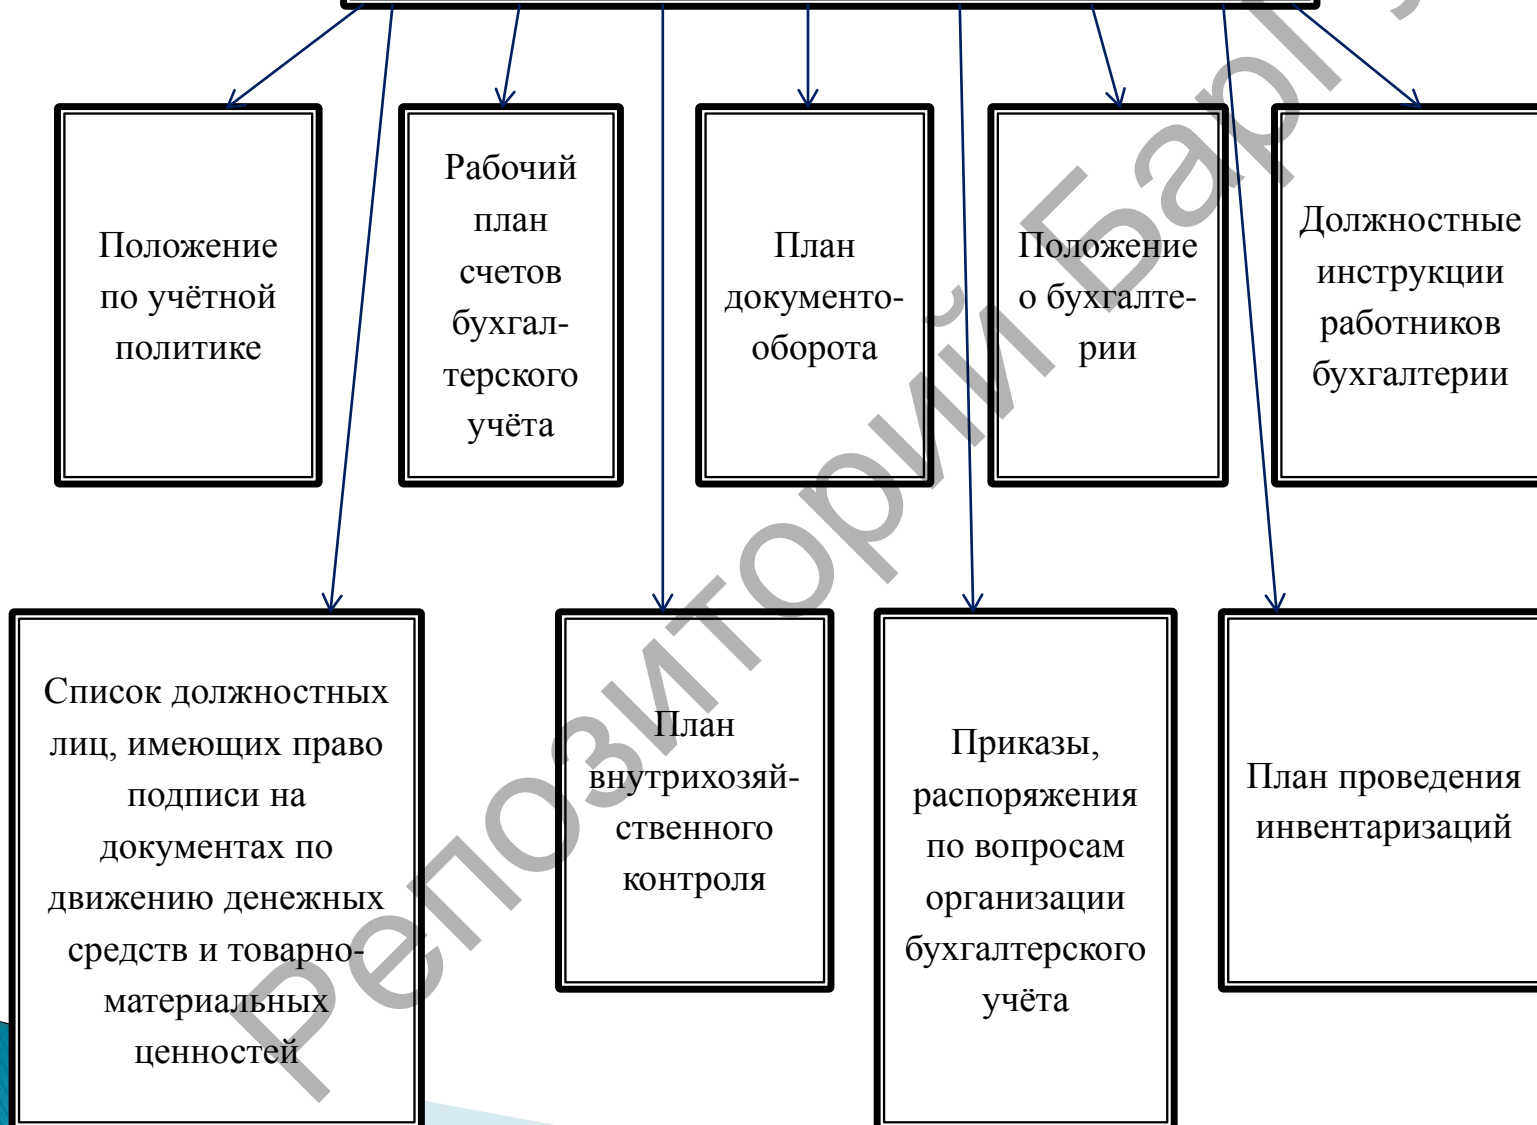 Положение
по учётной
политике
Рабочий
план
счетов
бухгал-
терского
учёта
План
документо-
оборота
Положение
о бухгалте-
рии
Должностные
инструкции
работников
бухгалтерии
Список должностных
лиц, имеющих право
подписи на
документах по
движению денежных
средств и товарно-
материальных
ценностей
План
внутрихозяй-
ственного
контроля
Приказы,
распоряжения
по вопросам
организации
бухгалтерского
учёта
План проведения
инвентаризаций
Репозиторий